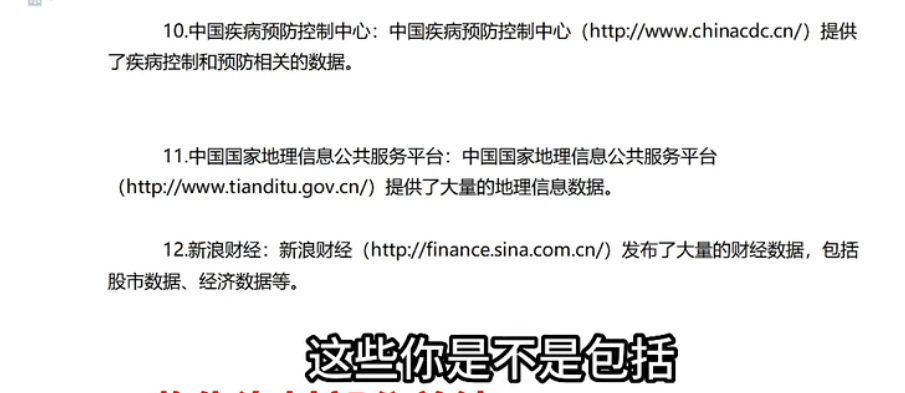 10.中国疾病预防控制中心：中国疾病预防控制中心（http://www.chinacdc.cn/）提供
了疾病控制和预防相关的数据。
11.中国国家地理信息公共服务平台：中国国家地理信息公共服务平台
（http://www.tianditu.gov.cn/）提供了大量的地理信息数据。
12.新浪财经：新浪财经（http://finance.sina.com.cn/）发布了大量的财经数据，包括
股市数据、经济数据等。
这些你是不是包括